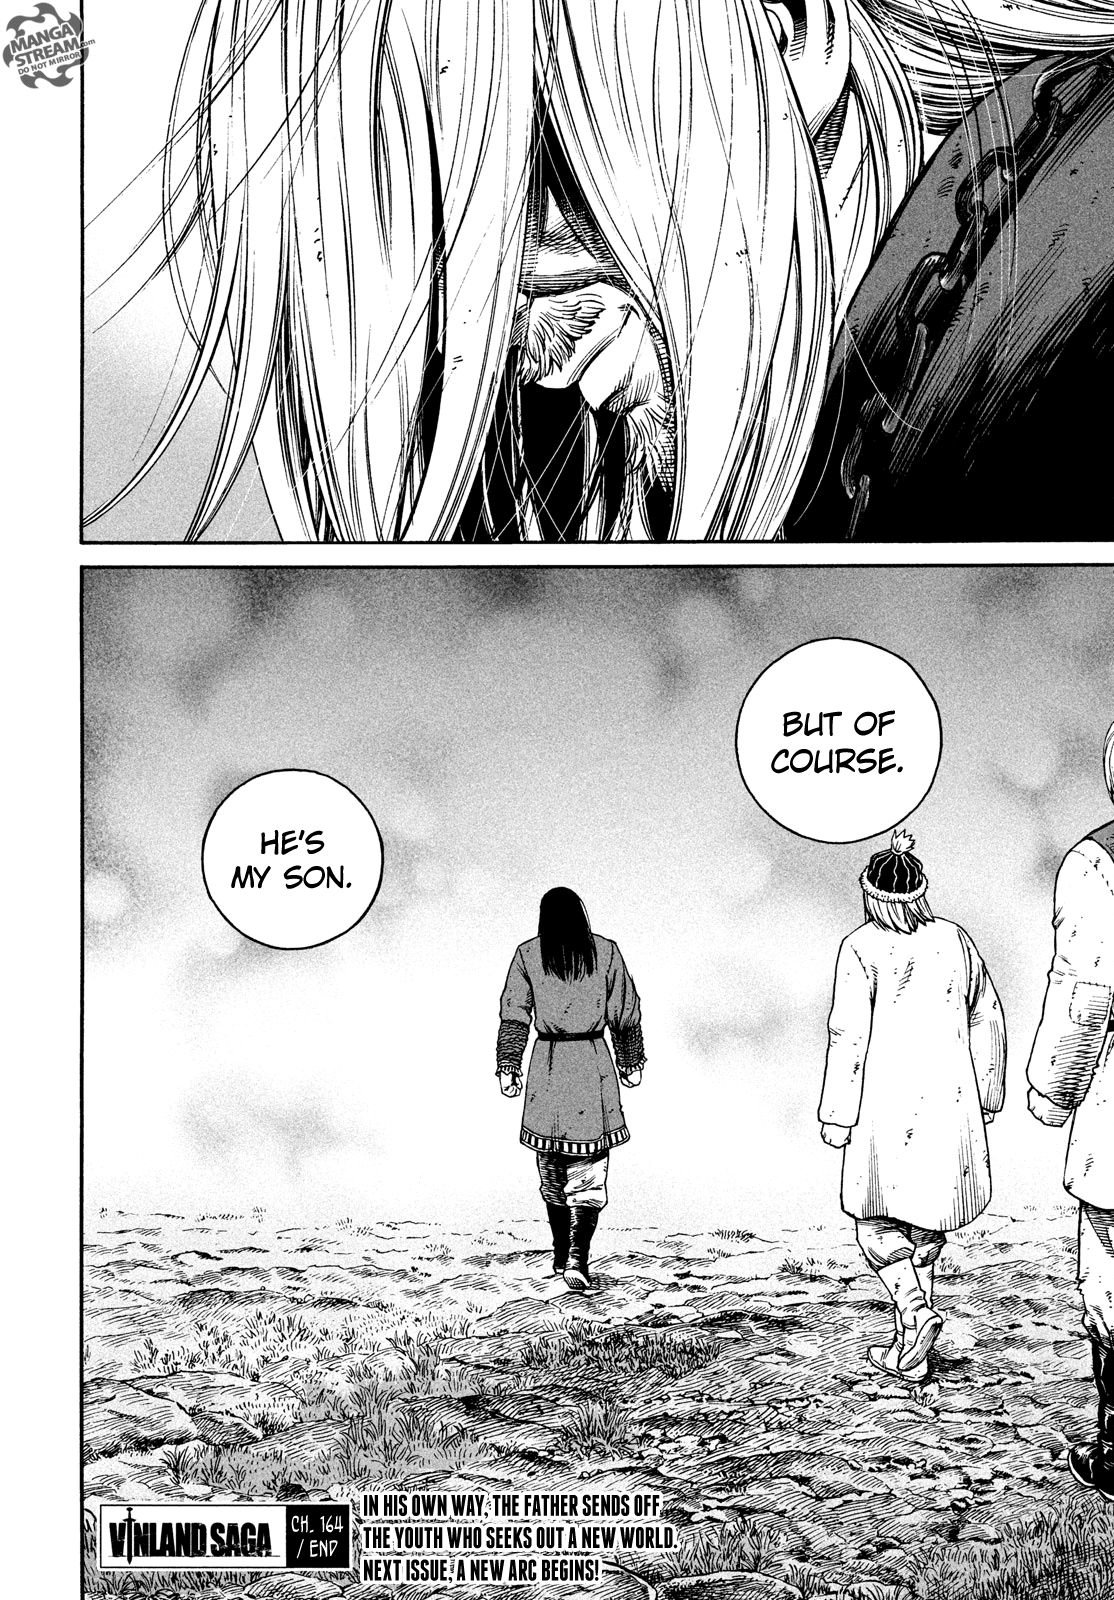 MANGA
STREAM.com
DO NOT MIRROR
BUT OF
COURSE.
HE'S
MY SON.
VINLAND SAGA
CH. 164
/ END
IN HIS OWN WAY, THE FATHER SENDS OFF
THE YOUTH WHO SEEKS OUT A NEW WORLD.
NEXT ISSUE, A NEW ARC BEGINS!